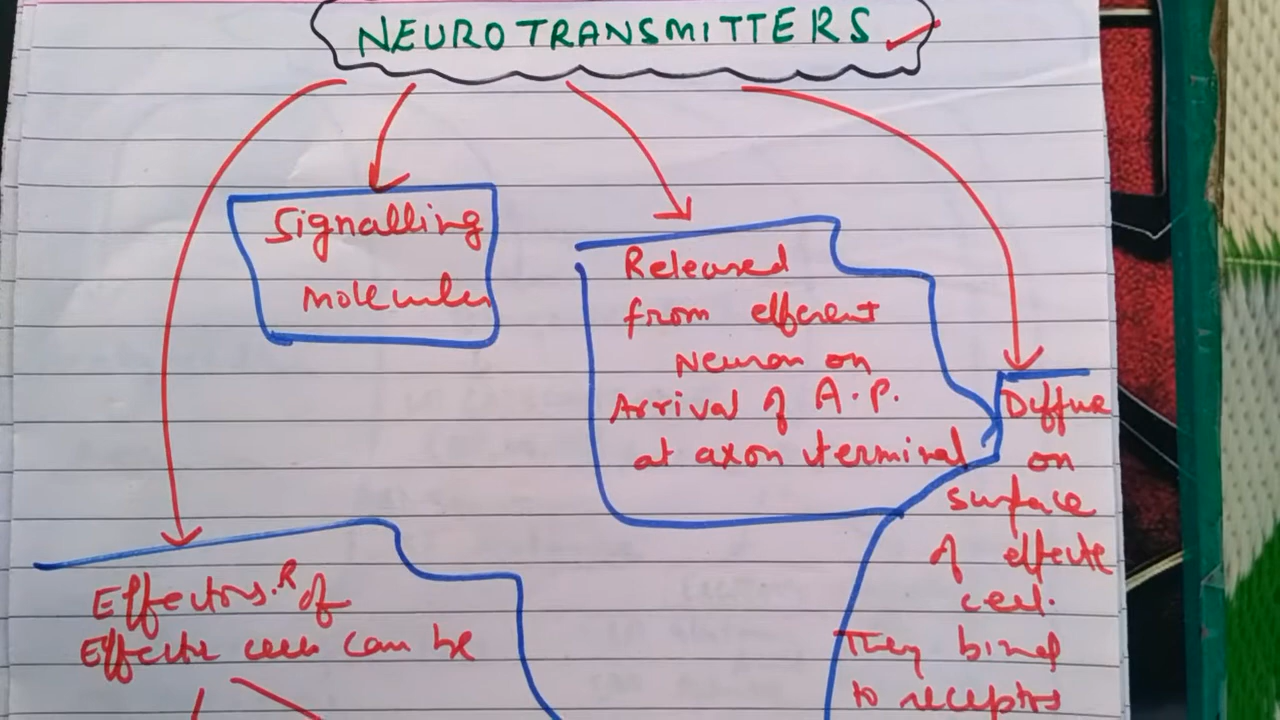 NEUROTRANSMITTERS
Signalling
molecules
Released
from efferent
Neuron on
Arrival of A.P.
at axon terminal
Diffuse
on
surface
of effector
cell.
They bind
to receptors
Effectors.R of
Effector cell can be